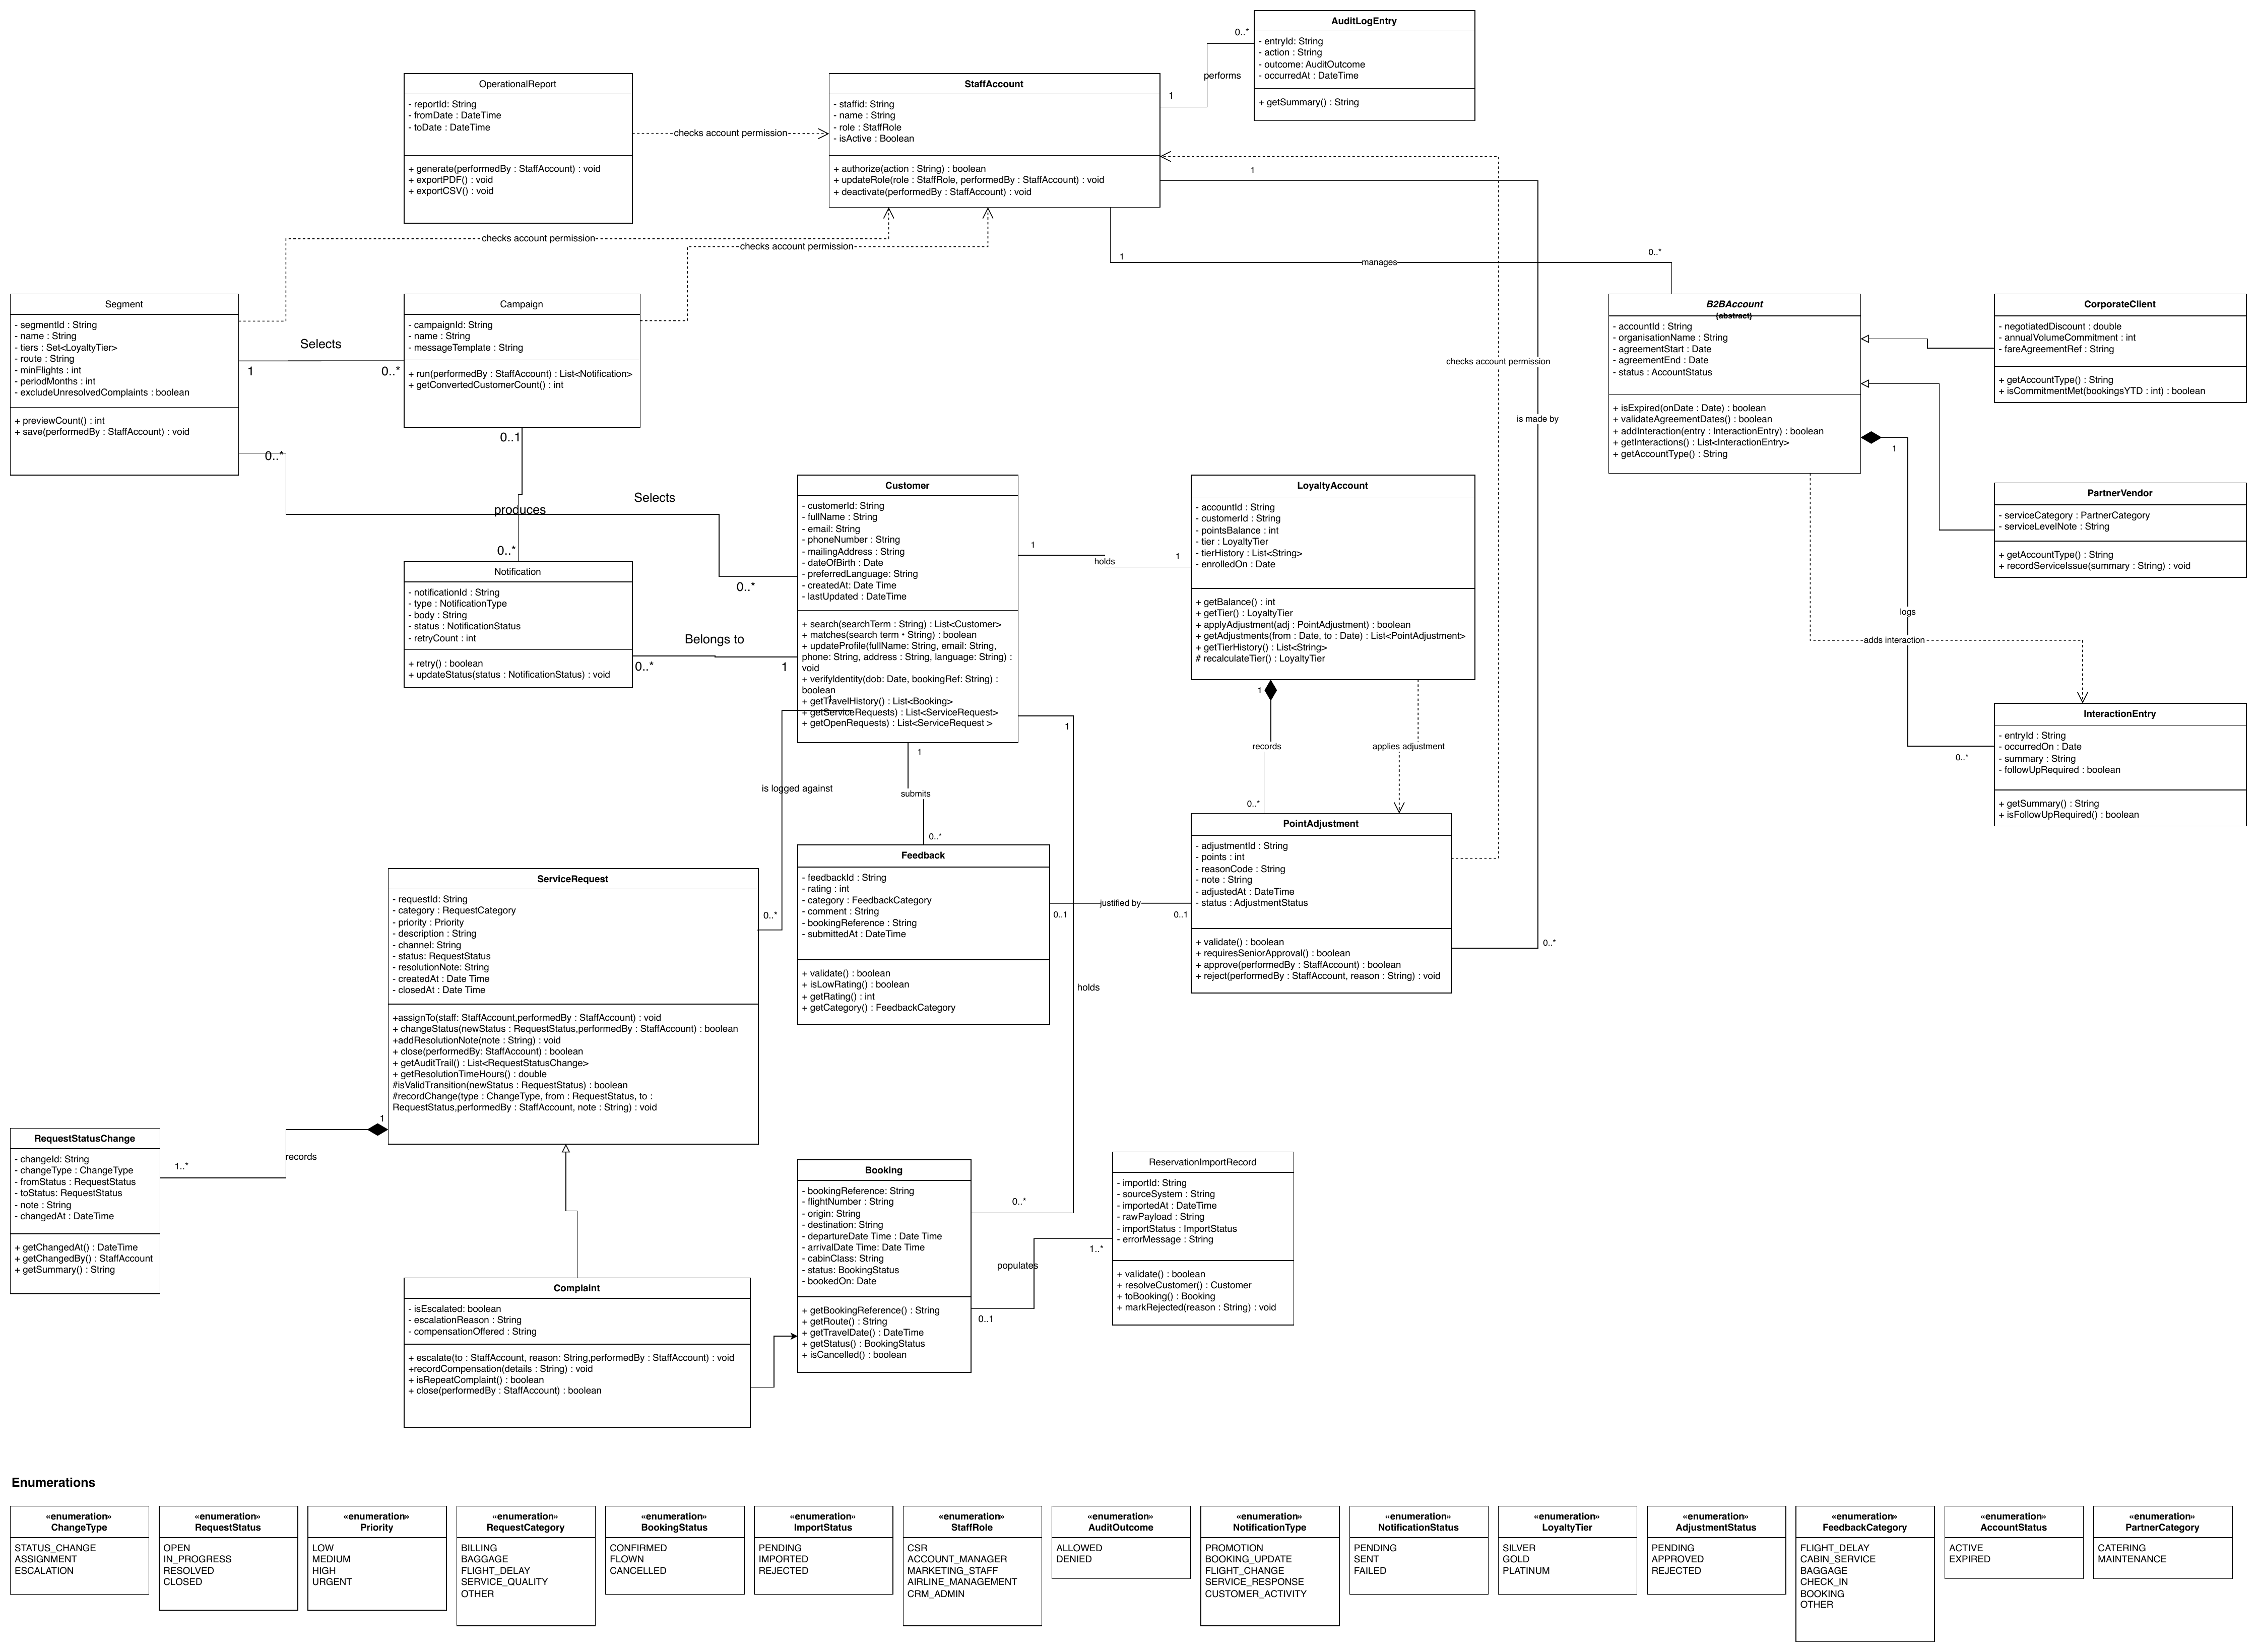 AuditLogEntry
- entryId: String
- action : String
- outcome: AuditOutcome
- occurredAt : DateTime
+ getSummary() : String
0..*
performs
1
OperationalReport
- reportId: String
- fromDate : DateTime
- toDate : DateTime
+ generate(performedBy : StaffAccount) : void
+ exportPDF() : void
+ exportCSV() : void
checks account permission
StaffAccount
- staffid: String
- name : String
- role : StaffRole
- isActive : Boolean
+ authorize(action : String) : boolean
+ updateRole(role : StaffRole, performedBy : StaffAccount) : void
+ deactivate(performedBy : StaffAccount) : void
1
checks account permission
checks account permission
1
manages
0..*
Segment
- segmentId : String
- name : String
- tiers : Set<LoyaltyTier>
- route : String
- minFlights : int
- periodMonths : int
- excludeUnresolvedComplaints : boolean
+ previewCount() : int
+ save(performedBy : StaffAccount) : void
Selects
1
0..*
Campaign
- campaignId: String
- name : String
- messageTemplate : String
+ run(performedBy : StaffAccount) : List<Notification>
+ getConvertedCustomerCount() : int
0..1
0..*
produces
Selects
0..*
0..*
checks account permission
is made by
B2BAccount
{abstract}
- accountId : String
- organisationName : String
- agreementStart : Date
- agreementEnd : Date
- status : AccountStatus
+ isExpired(onDate : Date) : boolean
+ validateAgreementDates() : boolean
+ addInteraction(entry : InteractionEntry) : boolean
+ getInteractions() : List<InteractionEntry>
+ getAccountType() : String
1
CorporateClient
- negotiatedDiscount : double
- annualVolumeCommitment : int
- fareAgreementRef : String
+ getAccountType() : String
+ isCommitmentMet(bookingsYTD : int) : boolean
PartnerVendor
- serviceCategory : PartnerCategory
- serviceLevelNote : String
+ getAccountType() : String
+ recordServiceIssue(summary : String) : void
logs
adds interaction
0..*
InteractionEntry
- entryId : String
- occurredOn : Date
- summary : String
- followUpRequired : boolean
+ getSummary() : String
+ isFollowUpRequired() : boolean
Notification
- notificationId : String
- type : NotificationType
- body : String
- status : NotificationStatus
- retryCount : int
+ retry() : boolean
+ updateStatus(status : NotificationStatus) : void
Belongs to
0..*
1
Customer
- customerId: String
- fullName : String
- email: String
- phoneNumber : String
- mailingAddress : String
- dateOfBirth : Date
- preferredLanguage: String
- createdAt: Date Time
- lastUpdated : DateTime
+ search(searchTerm : String) : List<Customer>
+ matches(search term • String) : boolean
+ updateProfile(fullName: String, email: String,
phone: String, address : String, language: String) :
void
+ verifyIdentity(dob: Date, bookingRef: String) :
boolean
+ getTravelHistory() : List<Booking>
+ getServiceRequests) : List<ServiceRequest>
+ getOpenRequests) : List<ServiceRequest >
1
1
holds
1
LoyaltyAccount
- accountId : String
- customerId : String
- pointsBalance : int
- tier : LoyaltyTier
- tierHistory : List<String>
- enrolledOn : Date
+ getBalance() : int
+ getTier() : LoyaltyTier
+ applyAdjustment(adj : PointAdjustment) : boolean
+ getAdjustments(from : Date, to : Date) : List<PointAdjustment>
+ getTierHistory() : List<String>
# recalculateTier() : LoyaltyTier
1
records
applies adjustment
0..*
1
1
is logged against
submits
0..*
0..*
Feedback
- feedbackId : String
- rating : int
- category : FeedbackCategory
- comment : String
- bookingReference : String
- submittedAt : DateTime
+ validate() : boolean
+ isLowRating() : boolean
+ getRating() : int
+ getCategory() : FeedbackCategory
0..1
justified by
0..1
PointAdjustment
- adjustmentId : String
- points : int
- reasonCode : String
- note : String
- adjustedAt : DateTime
- status : AdjustmentStatus
+ validate() : boolean
+ requiresSeniorApproval() : boolean
+ approve(performedBy : StaffAccount) : boolean
+ reject(performedBy : StaffAccount, reason : String) : void
0..*
holds
ServiceRequest
- requestId: String
- category : RequestCategory
- priority : Priority
- description : String
- channel: String
- status: RequestStatus
- resolutionNote: String
- createdAt : Date Time
- closedAt : Date Time
+assignTo(staff: StaffAccount,performedBy : StaffAccount) : void
+ changeStatus(newStatus : RequestStatus,performedBy : StaffAccount) : boolean
+addResolutionNote(note : String) : void
+ close(performedBy: StaffAccount) : boolean
+ getAuditTrail() : List<RequestStatusChange>
+ getResolutionTimeHours() : double
#isValidTransition(newStatus : RequestStatus) : boolean
#recordChange(type : ChangeType, from : RequestStatus, to :
RequestStatus,performedBy : StaffAccount, note : String) : void
1
records
1..*
RequestStatusChange
- changeId: String
- changeType : ChangeType
- fromStatus : RequestStatus
- toStatus: RequestStatus
- note : String
- changedAt : DateTime
+ getChangedAt() : DateTime
+ getChangedBy() : StaffAccount
+ getSummary() : String
Complaint
- isEscalated: boolean
- escalationReason : String
- compensationOffered : String
+ escalate(to : StaffAccount, reason: String,performedBy : StaffAccount) : void
+recordCompensation(details : String) : void
+ isRepeatComplaint() : boolean
+ close(performedBy : StaffAccount) : boolean
Booking
- bookingReference: String
- flightNumber : String
- origin: String
- destination: String
- departureDate Time : Date Time
- arrivalDate Time: Date Time
- cabinClass: String
- status: BookingStatus
- bookedOn: Date
+ getBookingReference() : String
+ getRoute() : String
+ getTravelDate() : DateTime
+ getStatus() : BookingStatus
+ isCancelled() : boolean
0..*
0..1
populates
1..*
ReservationImportRecord
- importId: String
- sourceSystem : String
- importedAt : DateTime
- rawPayload : String
- importStatus : ImportStatus
- errorMessage : String
+ validate() : boolean
+ resolveCustomer() : Customer
+ toBooking() : Booking
+ markRejected(reason : String) : void
Enumerations
«enumeration»
ChangeType
STATUS_CHANGE
ASSIGNMENT
ESCALATION
«enumeration»
RequestStatus
OPEN
IN_PROGRESS
RESOLVED
CLOSED
«enumeration»
Priority
LOW
MEDIUM
HIGH
URGENT
«enumeration»
RequestCategory
BILLING
BAGGAGE
FLIGHT_DELAY
SERVICE_QUALITY
OTHER
«enumeration»
BookingStatus
CONFIRMED
FLOWN
CANCELLED
«enumeration»
ImportStatus
PENDING
IMPORTED
REJECTED
«enumeration»
StaffRole
CSR
ACCOUNT_MANAGER
MARKETING_STAFF
AIRLINE_MANAGEMENT
CRM_ADMIN
«enumeration»
AuditOutcome
ALLOWED
DENIED
«enumeration»
NotificationType
PROMOTION
BOOKING_UPDATE
FLIGHT_CHANGE
SERVICE_RESPONSE
CUSTOMER_ACTIVITY
«enumeration»
NotificationStatus
PENDING
SENT
FAILED
«enumeration»
LoyaltyTier
SILVER
GOLD
PLATINUM
«enumeration»
AdjustmentStatus
PENDING
APPROVED
REJECTED
«enumeration»
FeedbackCategory
FLIGHT_DELAY
CABIN_SERVICE
BAGGAGE
CHECK_IN
BOOKING
OTHER
«enumeration»
AccountStatus
ACTIVE
EXPIRED
«enumeration»
PartnerCategory
CATERING
MAINTENANCE